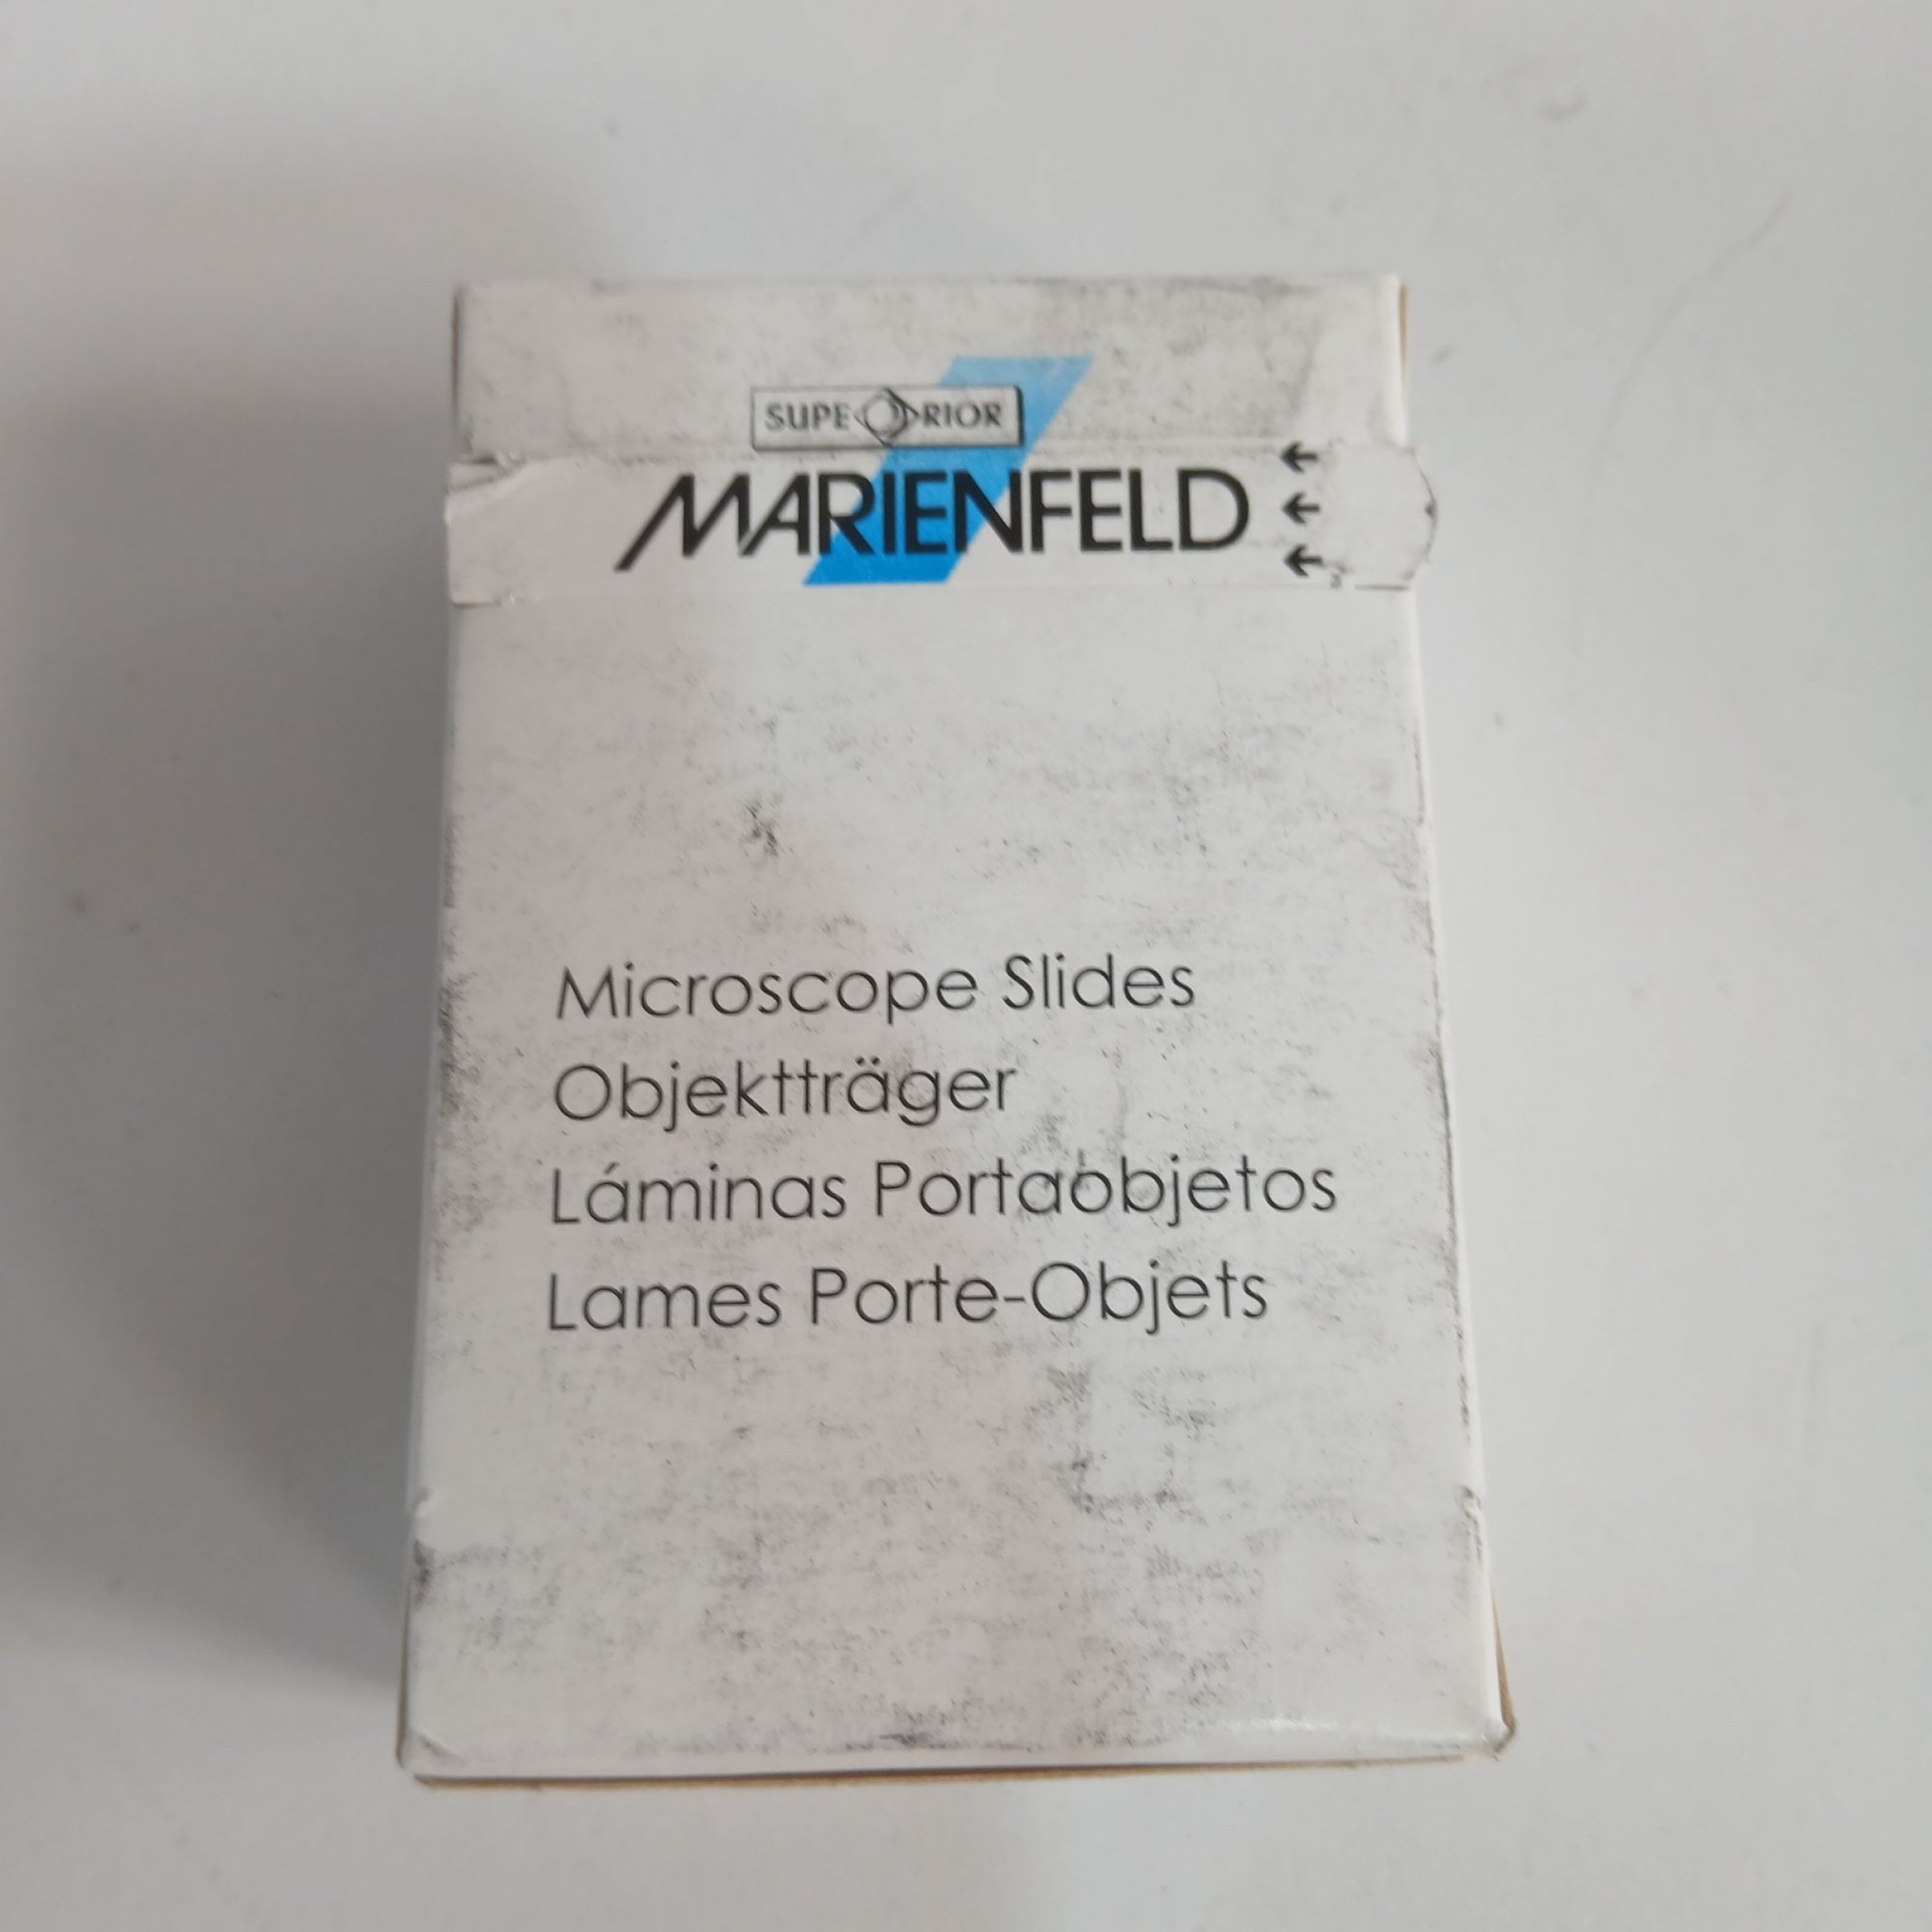 SUPERIOR
MARIENFELD
Microscope Slides
Objektträger
Láminas Portaobjetos
Lames Porte-Objets